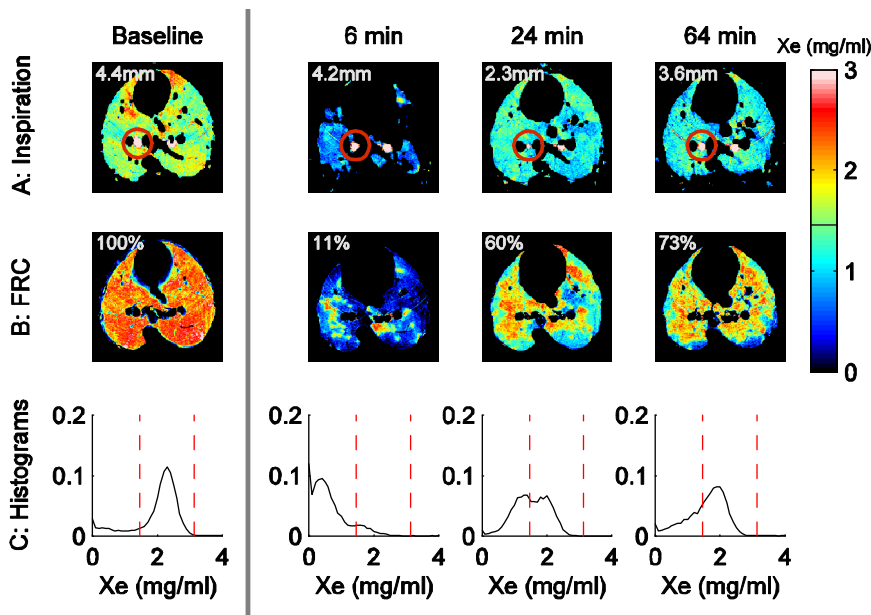 Baseline 6 min 24 min 64 min Xe (mg/ml)
A: Inspiration
4.4mm 4.2mm 2.3mm 3.6mm
3
2
1
0
B: FRC
100% 11% 60% 73%
C: Histograms
0.2 0.2 0.2 0.2
0.1 0.1 0.1 0.1
0 0 0 0
0 2 4 0 2 4 0 2 4 0 2 4
Xe (mg/ml) Xe (mg/ml) Xe (mg/ml) Xe (mg/ml)